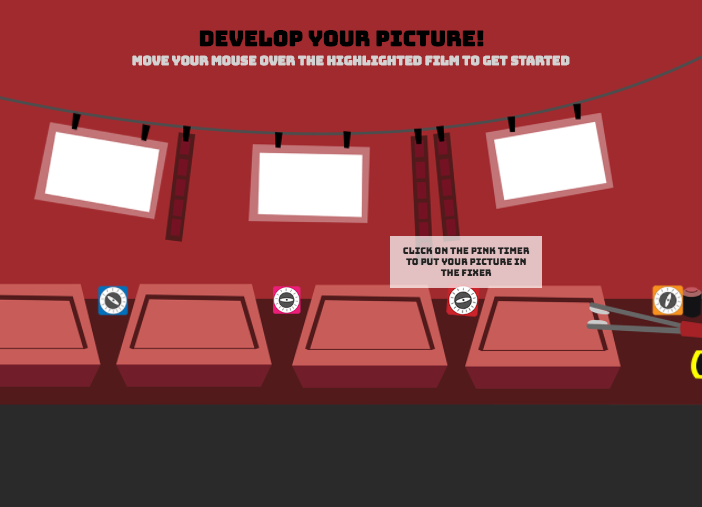 DEVELOP YOUR PICTURE!
MOVE YOUR MOUSE OVER THE HIGHLIGHTED FILM TO GET STARTED
CLICK ON THE PINK TIMER
TO PUT YOUR PICTURE IN
THE FIXER